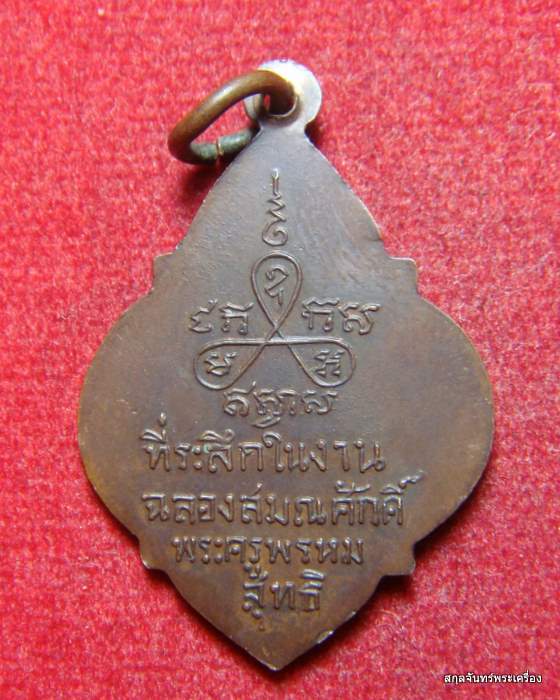 ที่ระลึกในงาน
ฉลองสมณศักดิ์
พระครูพรหม
สุทธิ
สกุลจันทร์พระเครื่อง